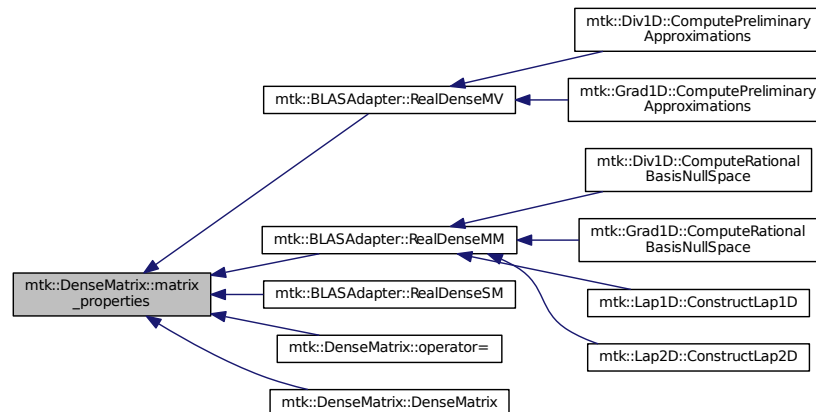 mtk::Div1D::ComputePreliminary
Approximations
mtk::BLASAdapter::RealDenseMV
mtk::Grad1D::ComputePreliminary
Approximations
mtk::Div1D::ComputeRational
BasisNullSpace
mtk::BLASAdapter::RealDenseMM
mtk::Grad1D::ComputeRational
BasisNullSpace
mtk::DenseMatrix::matrix
_properties
mtk::BLASAdapter::RealDenseSM
mtk::Lap1D::ConstructLap1D
mtk::DenseMatrix::operator=
mtk::Lap2D::ConstructLap2D
mtk::DenseMatrix::DenseMatrix